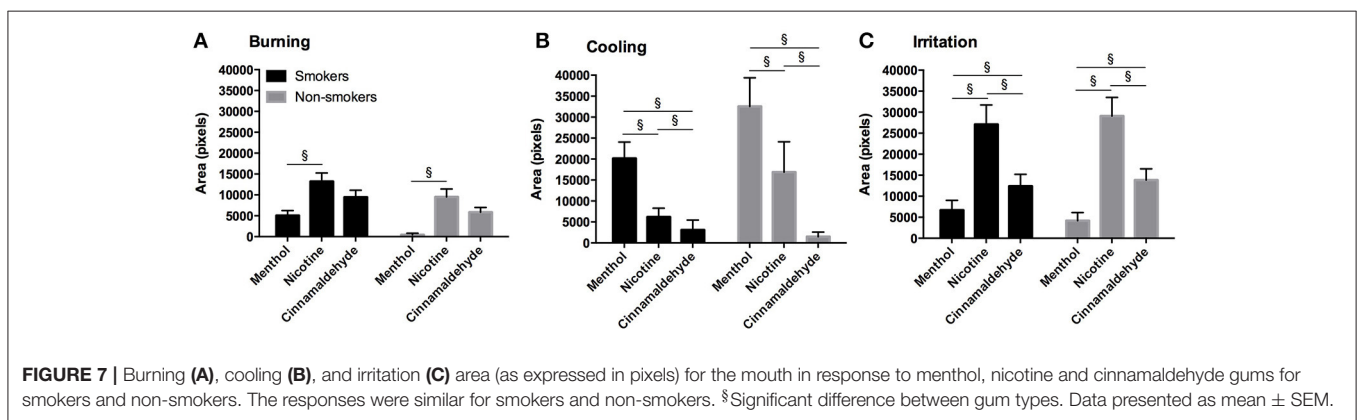 A Burning
Smokers
Non-smokers
Area (pixels)
40000
35000
30000
25000
20000
15000
10000
5000
0
§ §
Menthol Nicotine Cinnamaldehyde Menthol Nicotine Cinnamaldehyde
B Cooling
Area (pixels)
40000
35000
30000
25000
20000
15000
10000
5000
0
§ § § § § §
Menthol Nicotine Cinnamaldehyde Menthol Nicotine Cinnamaldehyde
C Irritation
Area (pixels)
40000
35000
30000
25000
20000
15000
10000
5000
0
§ § § § § §
Menthol Nicotine Cinnamaldehyde Menthol Nicotine Cinnamaldehyde
FIGURE 7 | Burning (A), cooling (B), and irritation (C) area (as expressed in pixels) for the mouth in response to menthol, nicotine and cinnamaldehyde gums for
smokers and non-smokers. The responses were similar for smokers and non-smokers. §Significant difference between gum types. Data presented as mean ± SEM.